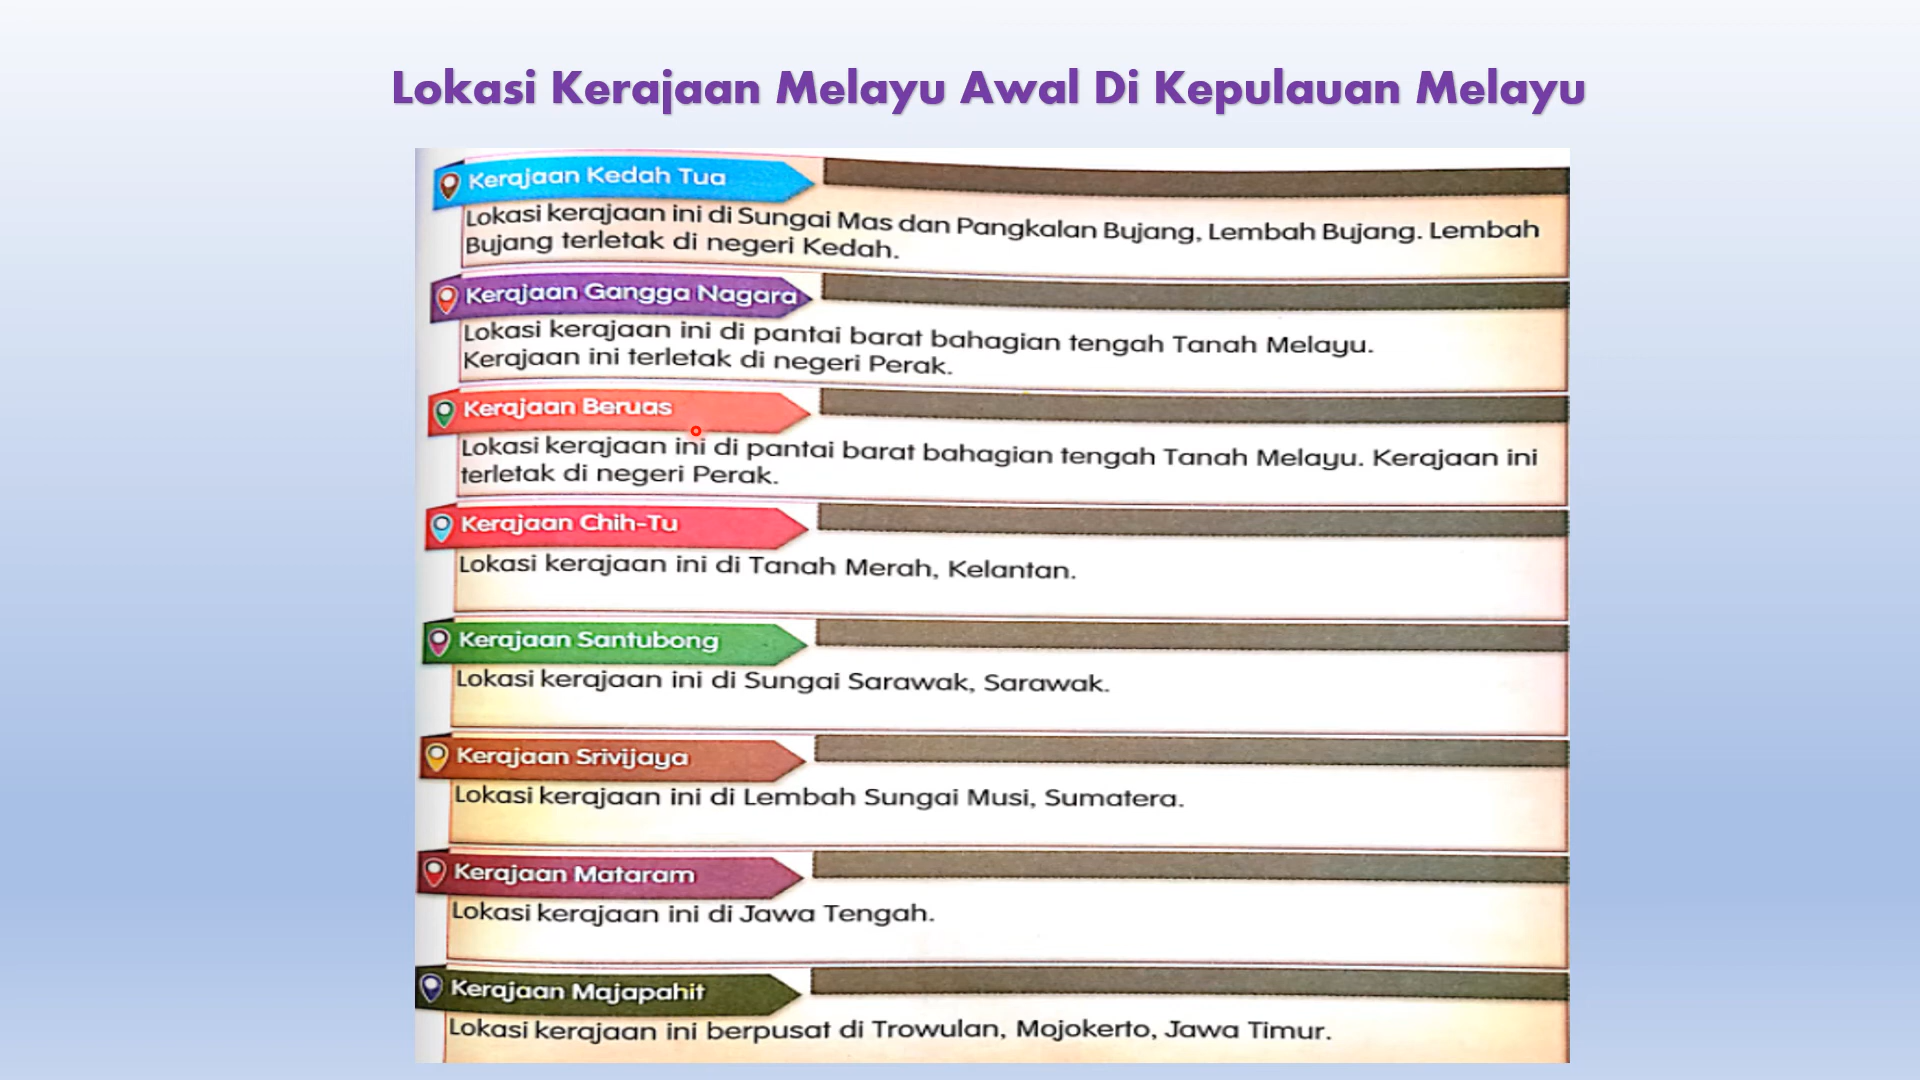 Lokasi Kerajaan Melayu Awal Di Kepulauan Melayu
Kerajaan Kedah Tua
Lokasi kerajaan ini di Sungai Mas dan Pangkalan Bujang, Lembah Bujang. Lembah
Bujang terletak di negeri Kedah.
Kerajaan Gangga Nagara
Lokasi kerajaan ini di pantai barat bahagian tengah Tanah Melayu.
Kerajaan ini terletak di negeri Perak.
Kerajaan Beruas
Lokasi kerajaan ini di pantai barat bahagian tengah Tanah Melayu. Kerajaan ini
terletak di negeri Perak.
Kerajaan Chih-Tu
Lokasi kerajaan ini di Tanah Merah, Kelantan.
Kerajaan Santubong
Lokasi kerajaan ini di Sungai Sarawak, Sarawak.
Kerajaan Srivijaya
Lokasi kerajaan ini di Lembah Sungai Musi, Sumatera.
Kerajaan Mataram
Lokasi kerajaan ini di Jawa Tengah.
Kerajaan Majapahit
Lokasi kerajaan ini berpusat di Trowulan, Mojokerto, Jawa Timur.